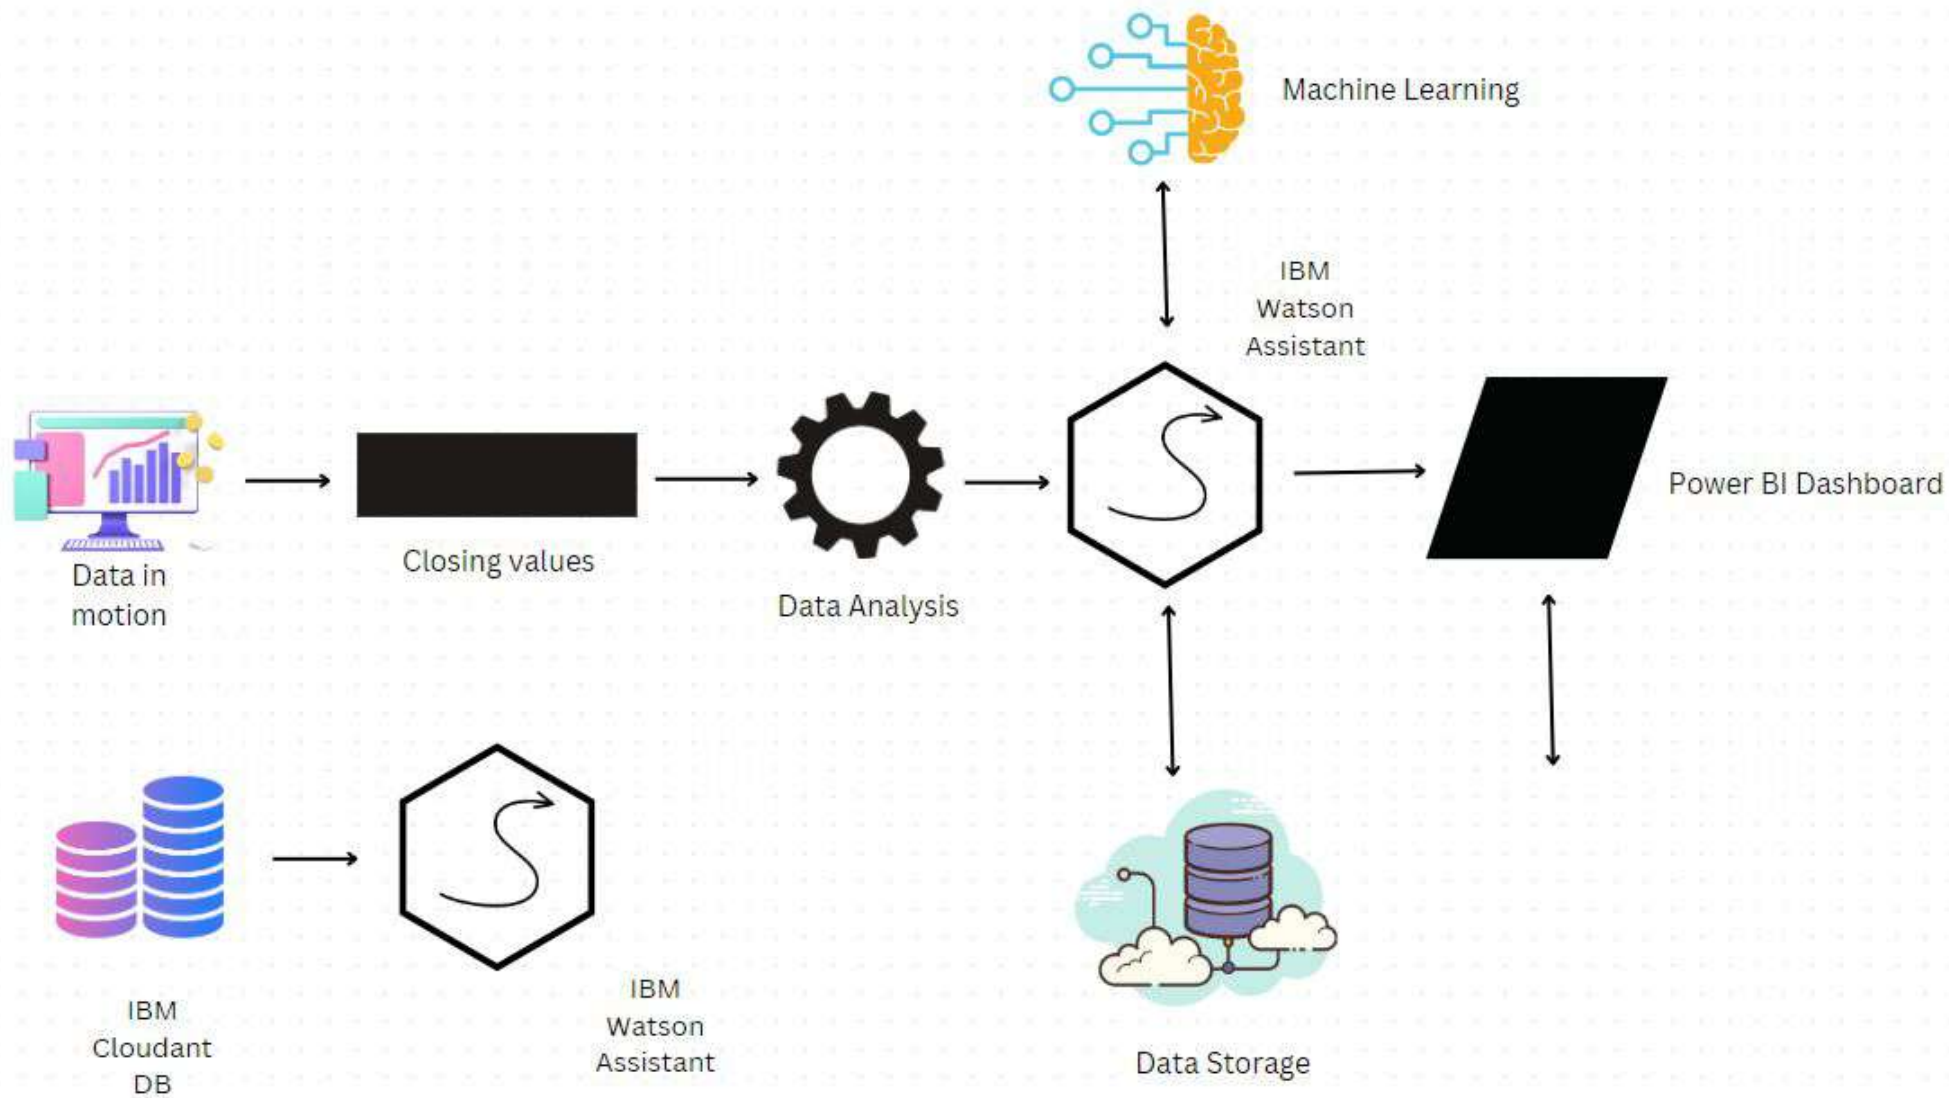 Machine Learning
IBM
Watson
Assistant
Power BI Dashboard
Closing values
Data in
motion
Data Analysis
IBM
Watson
Assistant
IBM
Cloudant
DB
Data Storage